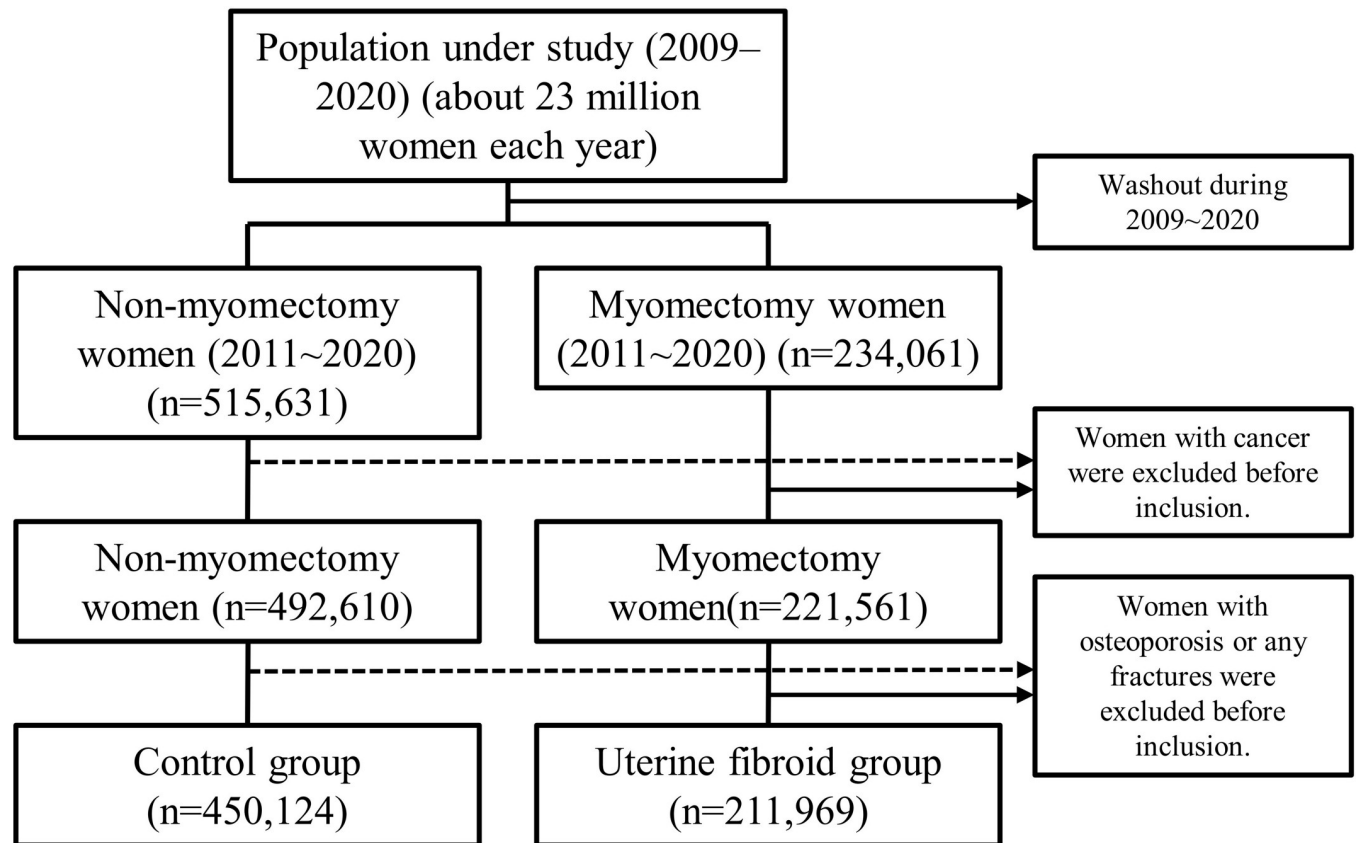 Population under study (2009–
2020) (about 23 million
women each year)
Washout during
2009~2020
Non-myomectomy
women (2011~2020)
(n=515,631)
Myomectomy women
(2011~2020) (n=234,061)
Women with cancer
were excluded before
inclusion.
Non-myomectomy
women (n=492,610)
Myomectomy
women(n=221,561)
Women with
osteoporosis or any
fractures were
excluded before
inclusion.
Control group
(n=450,124)
Uterine fibroid group
(n=211,969)